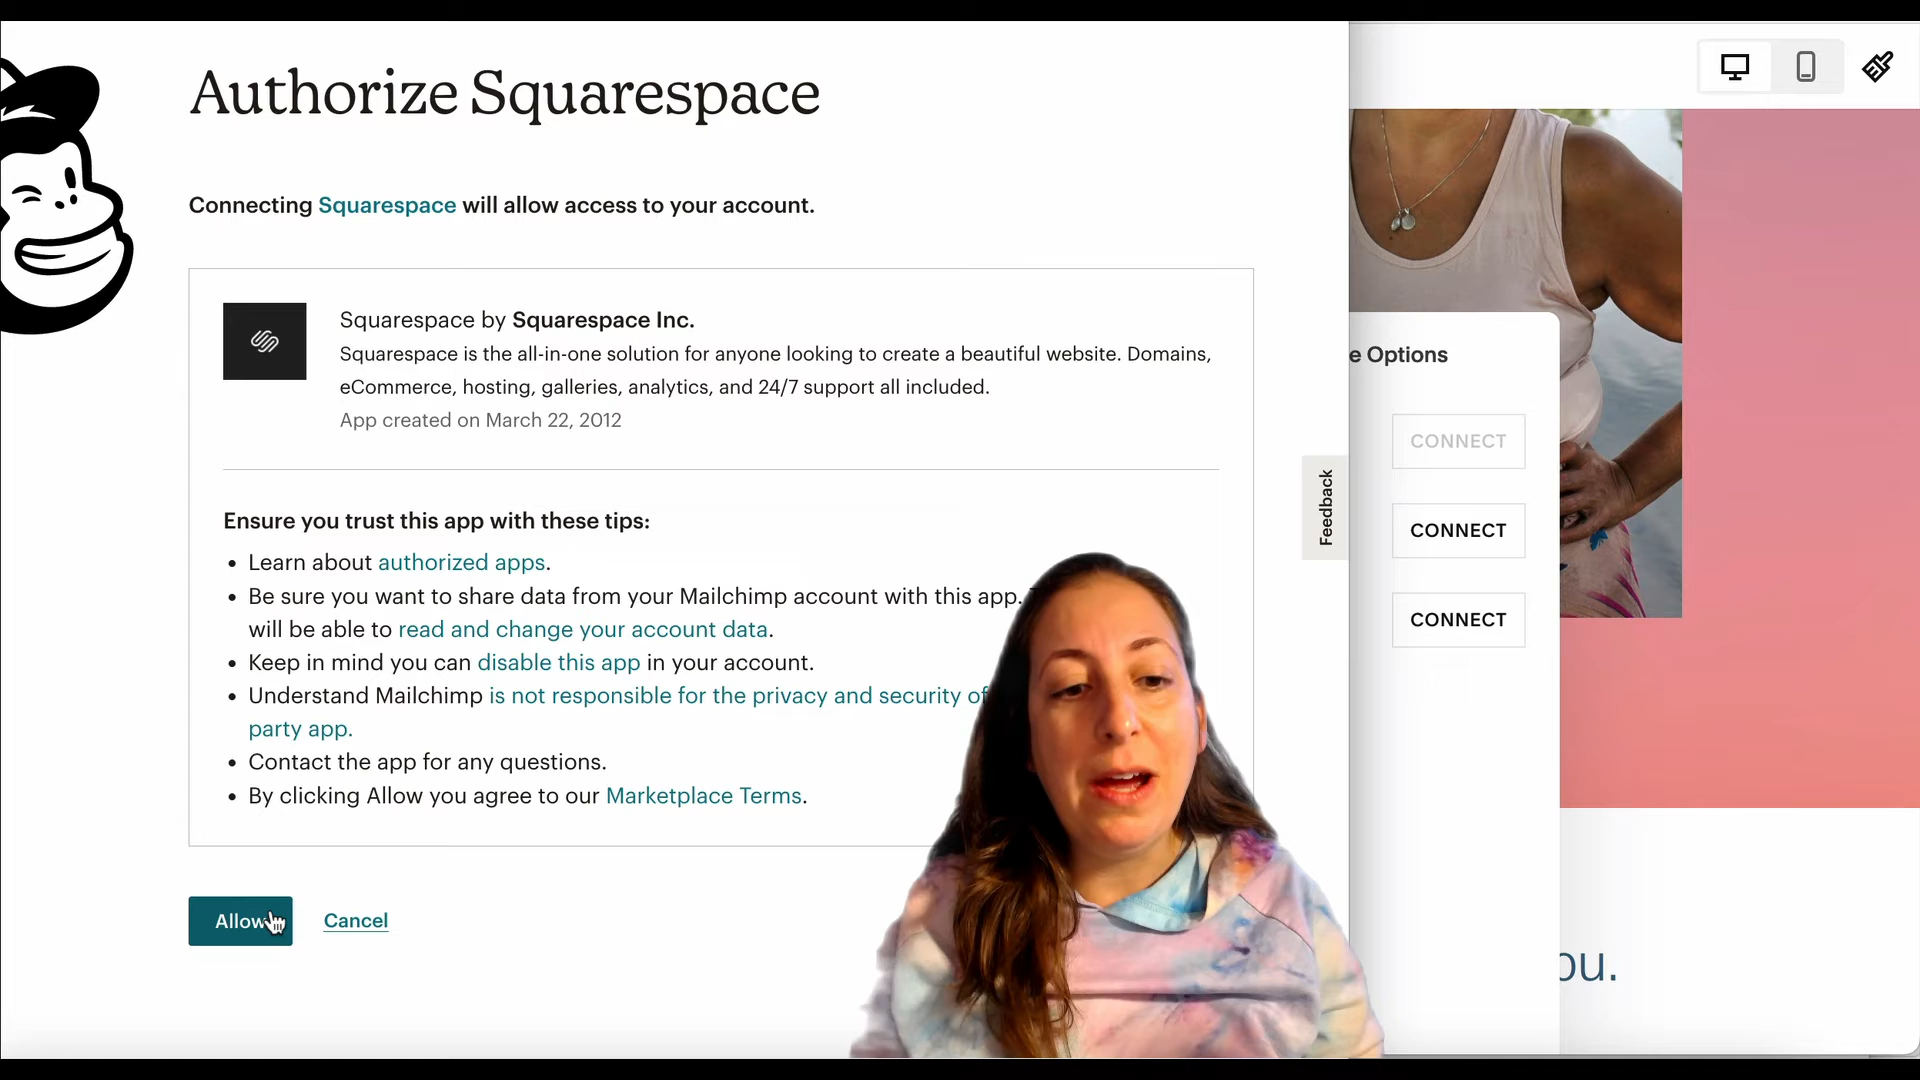 Authorize Squarespace
Connecting Squarespace will allow access to your account.
Squarespace by Squarespace Inc.
Squarespace is the all-in-one solution for anyone looking to create a beautiful website. Domains,
eCommerce, hosting, galleries, analytics, and 24/7 support all included.
App created on March 22, 2012
Ensure you trust this app with these tips:
Learn about authorized apps.
Be sure you want to share data from your Mailchimp account with this app.
will be able to read and change your account data.
Keep in mind you can disable this app in your account.
Understand Mailchimp is not responsible for the privacy and security of
party app.
Contact the app for any questions.
By clicking Allow you agree to our Marketplace Terms.
Allow
Cancel
Feedback
e Options
CONNECT
CONNECT
CONNECT
ou.